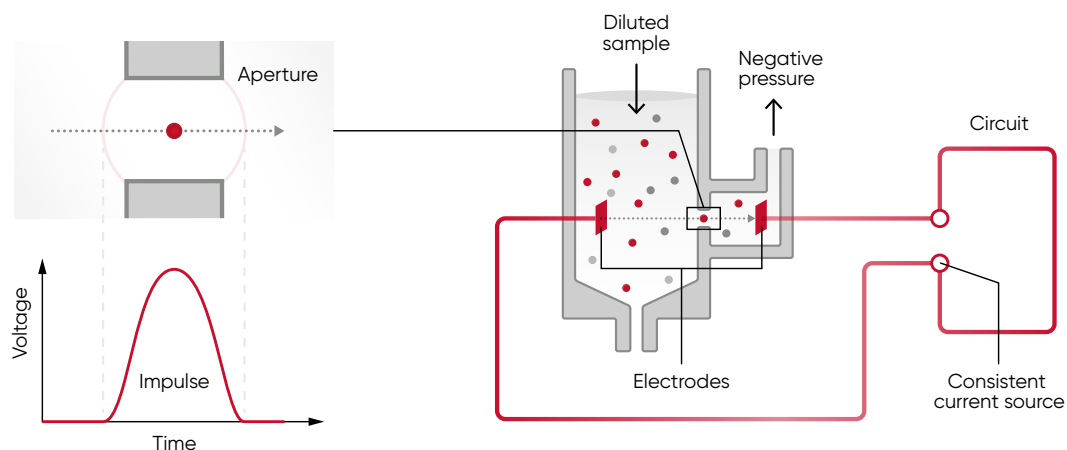 Aperture
Voltage
Impulse
Time
Diluted
sample
Negative
pressure
Circuit
Electrodes
Consistent
current source